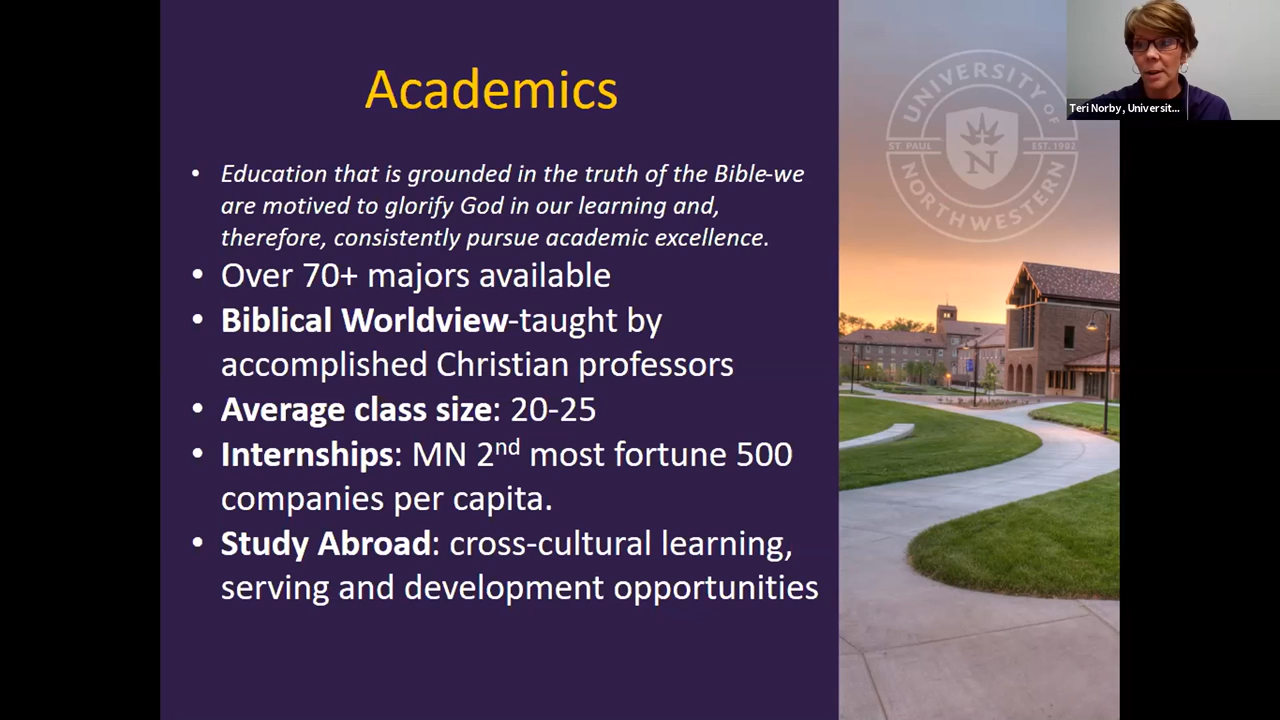 Academics
• Education that is grounded in the truth of the Bible-we
are motived to glorify God in our learning and,
therefore, consistently pursue academic excellence.
• Over 70+ majors available
• Biblical Worldview-taught by
accomplished Christian professors
• Average class size: 20-25
• Internships: MN 2nd most fortune 500
companies per capita.
• Study Abroad: cross-cultural learning,
serving and development opportunities
UNIVERSITY OF
ST PAUL
EST. 1902
N
NORTHWESTERN
Teri Norby, Universit...